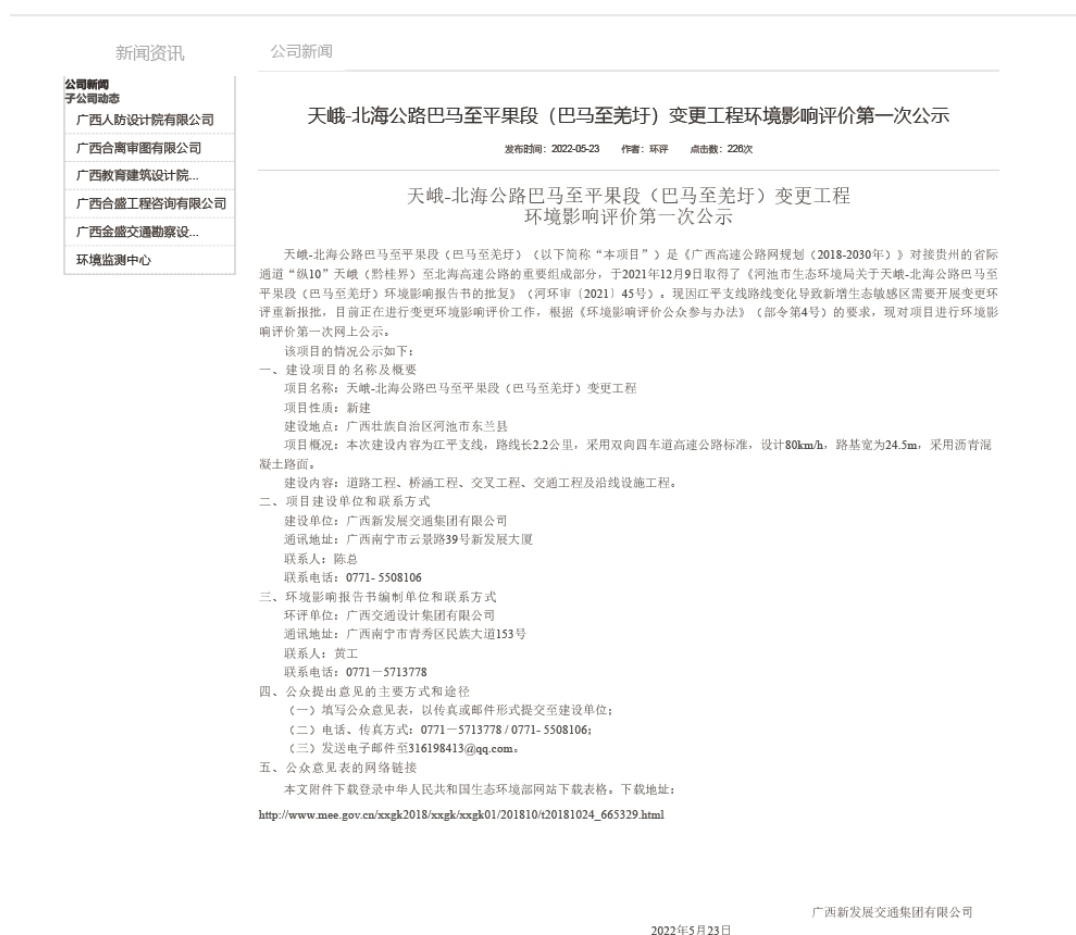 新闻资讯
公司新闻
公司新闻
子公司动态
广西人防设计院有限公司
广西合离审图有限公司
广西教育建筑设计院...
广西合盛工程咨询有限公司
广西金盛交通勘察设...
环境监测中心
天峨-北海公路巴马至平果段（巴马至羌圩）变更工程环境影响评价第一次公示
发布时间：2022-05-23 作者：环评 点击数：226次
天峨-北海公路巴马至平果段（巴马至羌圩）变更工程
环境影响评价第一次公示
天峨-北海公路巴马至平果段（巴马至羌圩）（以下简称“本项目”）是《广西高速公路网规划（2018-2030年）》对接贵州的省际
通道“纵10”天峨（黔桂界）至北海高速公路的重要组成部分，于2021年12月9日取得了《河池市生态环境局关于天峨-北海公路巴马至
平果段（巴马至羌圩）环境影响报告书的批复》（河环审〔2021〕45号）。现因江平支线路线变化导致新增生态敏感区需要开展变更环
评重新报批，目前正在进行变更环境影响评价工作，根据《环境影响评价公众参与办法》（部令第4号）的要求，现对项目进行环境影
响评价第一次网上公示。
该项目的情况公示如下：
一、建设项目的名称及概要
项目名称：天峨-北海公路巴马至平果段（巴马至羌圩）变更工程
项目性质：新建
建设地点：广西壮族自治区河池市东兰县
项目概况：本次建设内容为江平支线，路线长2.2公里，采用双向四车道高速公路标准，设计80km/h，路基宽为24.5m，采用沥青混
凝土路面。
建设内容：道路工程、桥涵工程、交叉工程、交通工程及沿线设施工程。
二、项目建设单位和联系方式
建设单位：广西新发展交通集团有限公司
通讯地址：广西南宁市云景路39号新发展大厦
联系人：陈总
联系电话：0771- 5508106
三、环境影响报告书编制单位和联系方式
环评单位：广西交通设计集团有限公司
通讯地址：广西南宁市青秀区民族大道153号
联系人：黄工
联系电话：0771－5713778
四、公众提出意见的主要方式和途径
（一）填写公众意见表，以传真或邮件形式提交至建设单位；
（二）电话、传真方式：0771－5713778 / 0771- 5508106;
（三）发送电子邮件至316198413@qq.com。
五、公众意见表的网络链接
本文附件下载登录中华人民共和国生态环境部网站下载表格。下载地址：
http://www.mee.gov.cn/xxgk2018/xxgk/xxgk01/201810/t20181024_665329.html
广西新发展交通集团有限公司
2022年5月23日